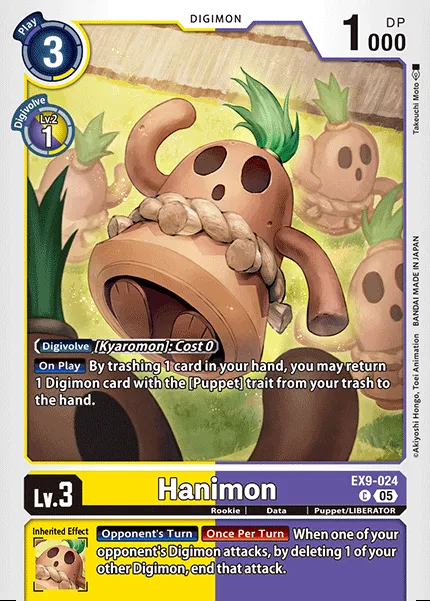 DIGIMON
Play
3
1000
DP
Digivolve
Lv.2
1
Takeuchi Moto
©Akiyoshi Hongo, Toei Animation BANDAI MADE IN JAPAN
Digivolve [Kyaromon]: Cost 0
On Play By trashing 1 card in your hand, you may return
1 Digimon card with the [Puppet] trait from your trash to
the hand.
Lv.3
Hanimon
EX9-024
C 05
Rookie | Data | Puppet/LIBERATOR
Inherited Effect
Opponent's Turn Once Per Turn When one of your
opponent's Digimon attacks, by deleting 1 of your
other Digimon, end that attack.